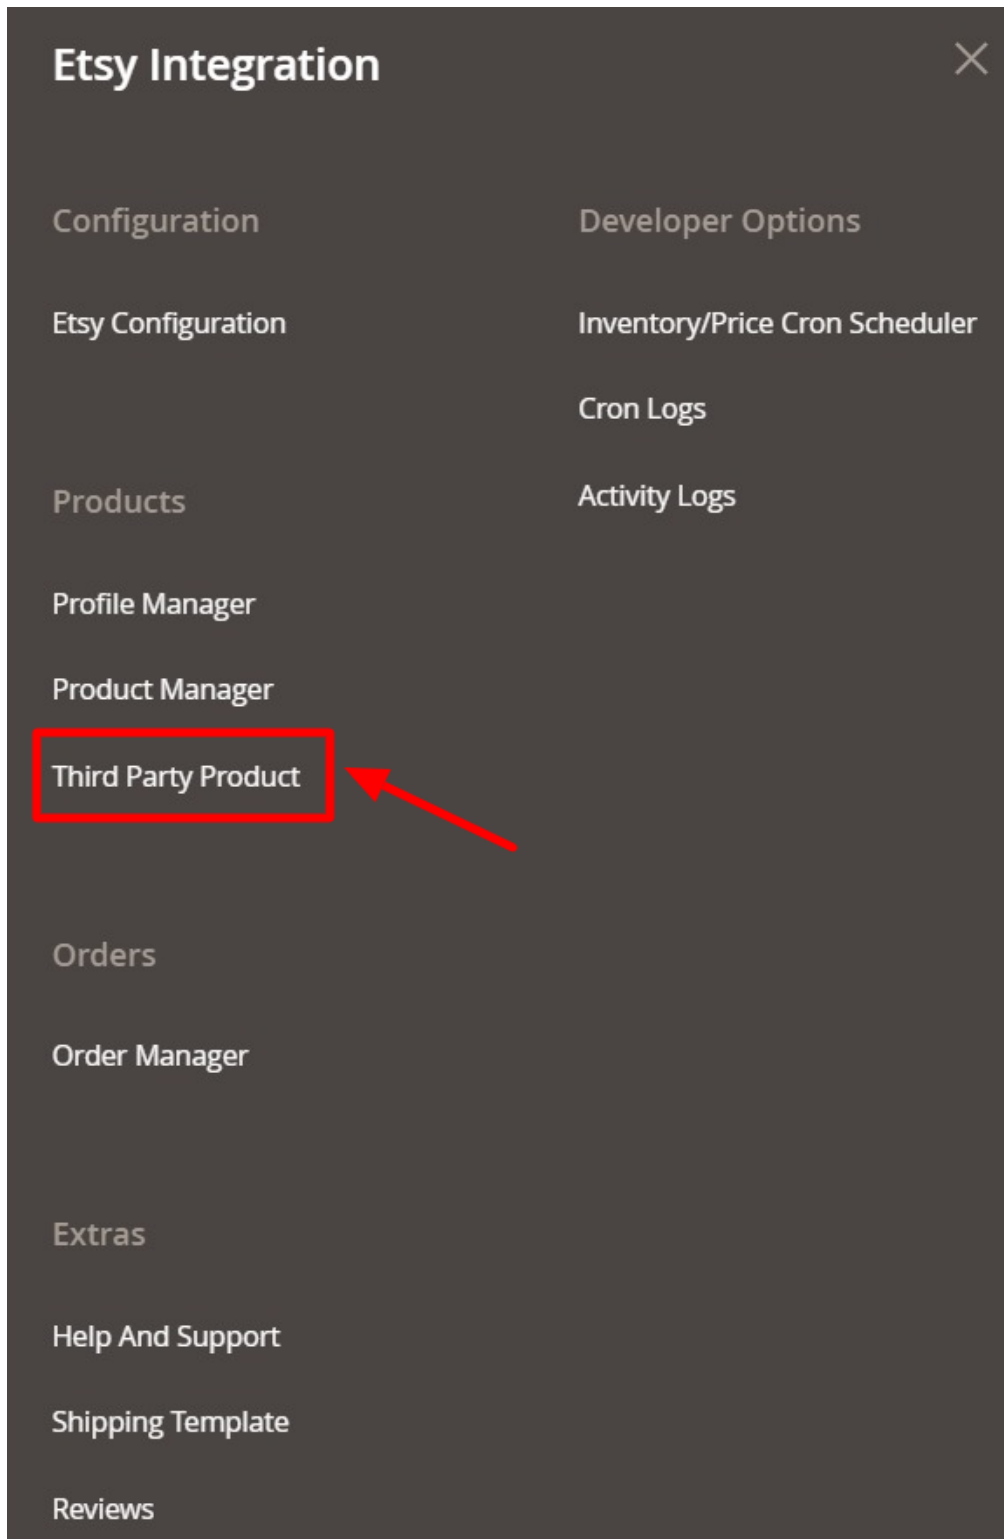 Etsy Integration
Configuration
Etsy Configuration
Products
Profile Manager
Product Manager
Third Party Product
Orders
Order Manager
Extras
Help And Support
Shipping Template
Reviews
Developer Options
Inventory/Price Cron Scheduler
Cron Logs
Activity Logs